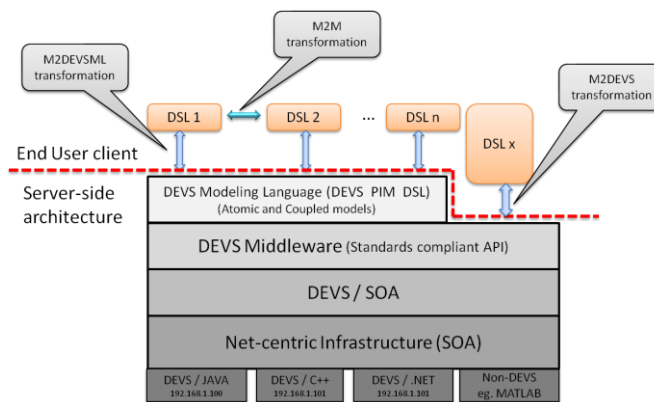 M2M
transformation
M2DEVSML
transformation
M2DEVS
transformation
DSL 1
DSL 2
...
DSL n
DSL x
End User client
Server-side
architecture
DEVS Modeling Language (DEVS PIM DSL)
(Atomic and Coupled models)
DEVS Middleware (Standards compliant API)
DEVS / SOA
Net-centric Infrastructure (SOA)
DEVS / JAVA
192.168.1.100
DEVS / C++
192.168.1.101
DEVS / .NET
192.168.1.101
Non-DEVS
eg. MATLAB